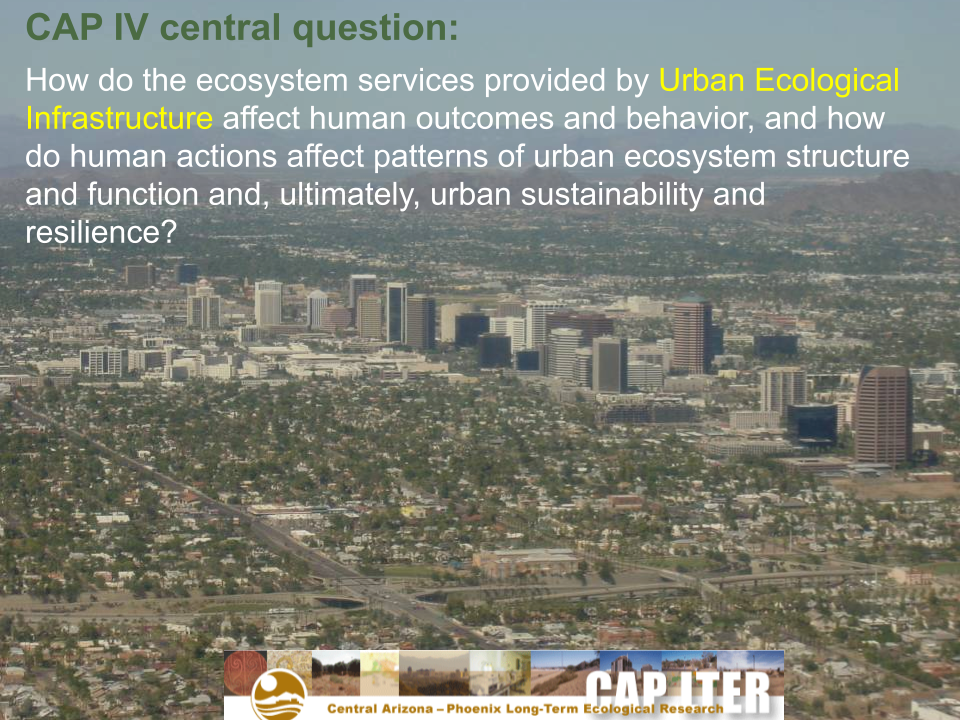 CAP IV central question:
How do the ecosystem services provided by Urban Ecological
Infrastructure affect human outcomes and behavior, and how
do human actions affect patterns of urban ecosystem structure
and function and, ultimately, urban sustainability and
resilience?
CAP LTER
Central Arizona – Phoenix Long-Term Ecological Research